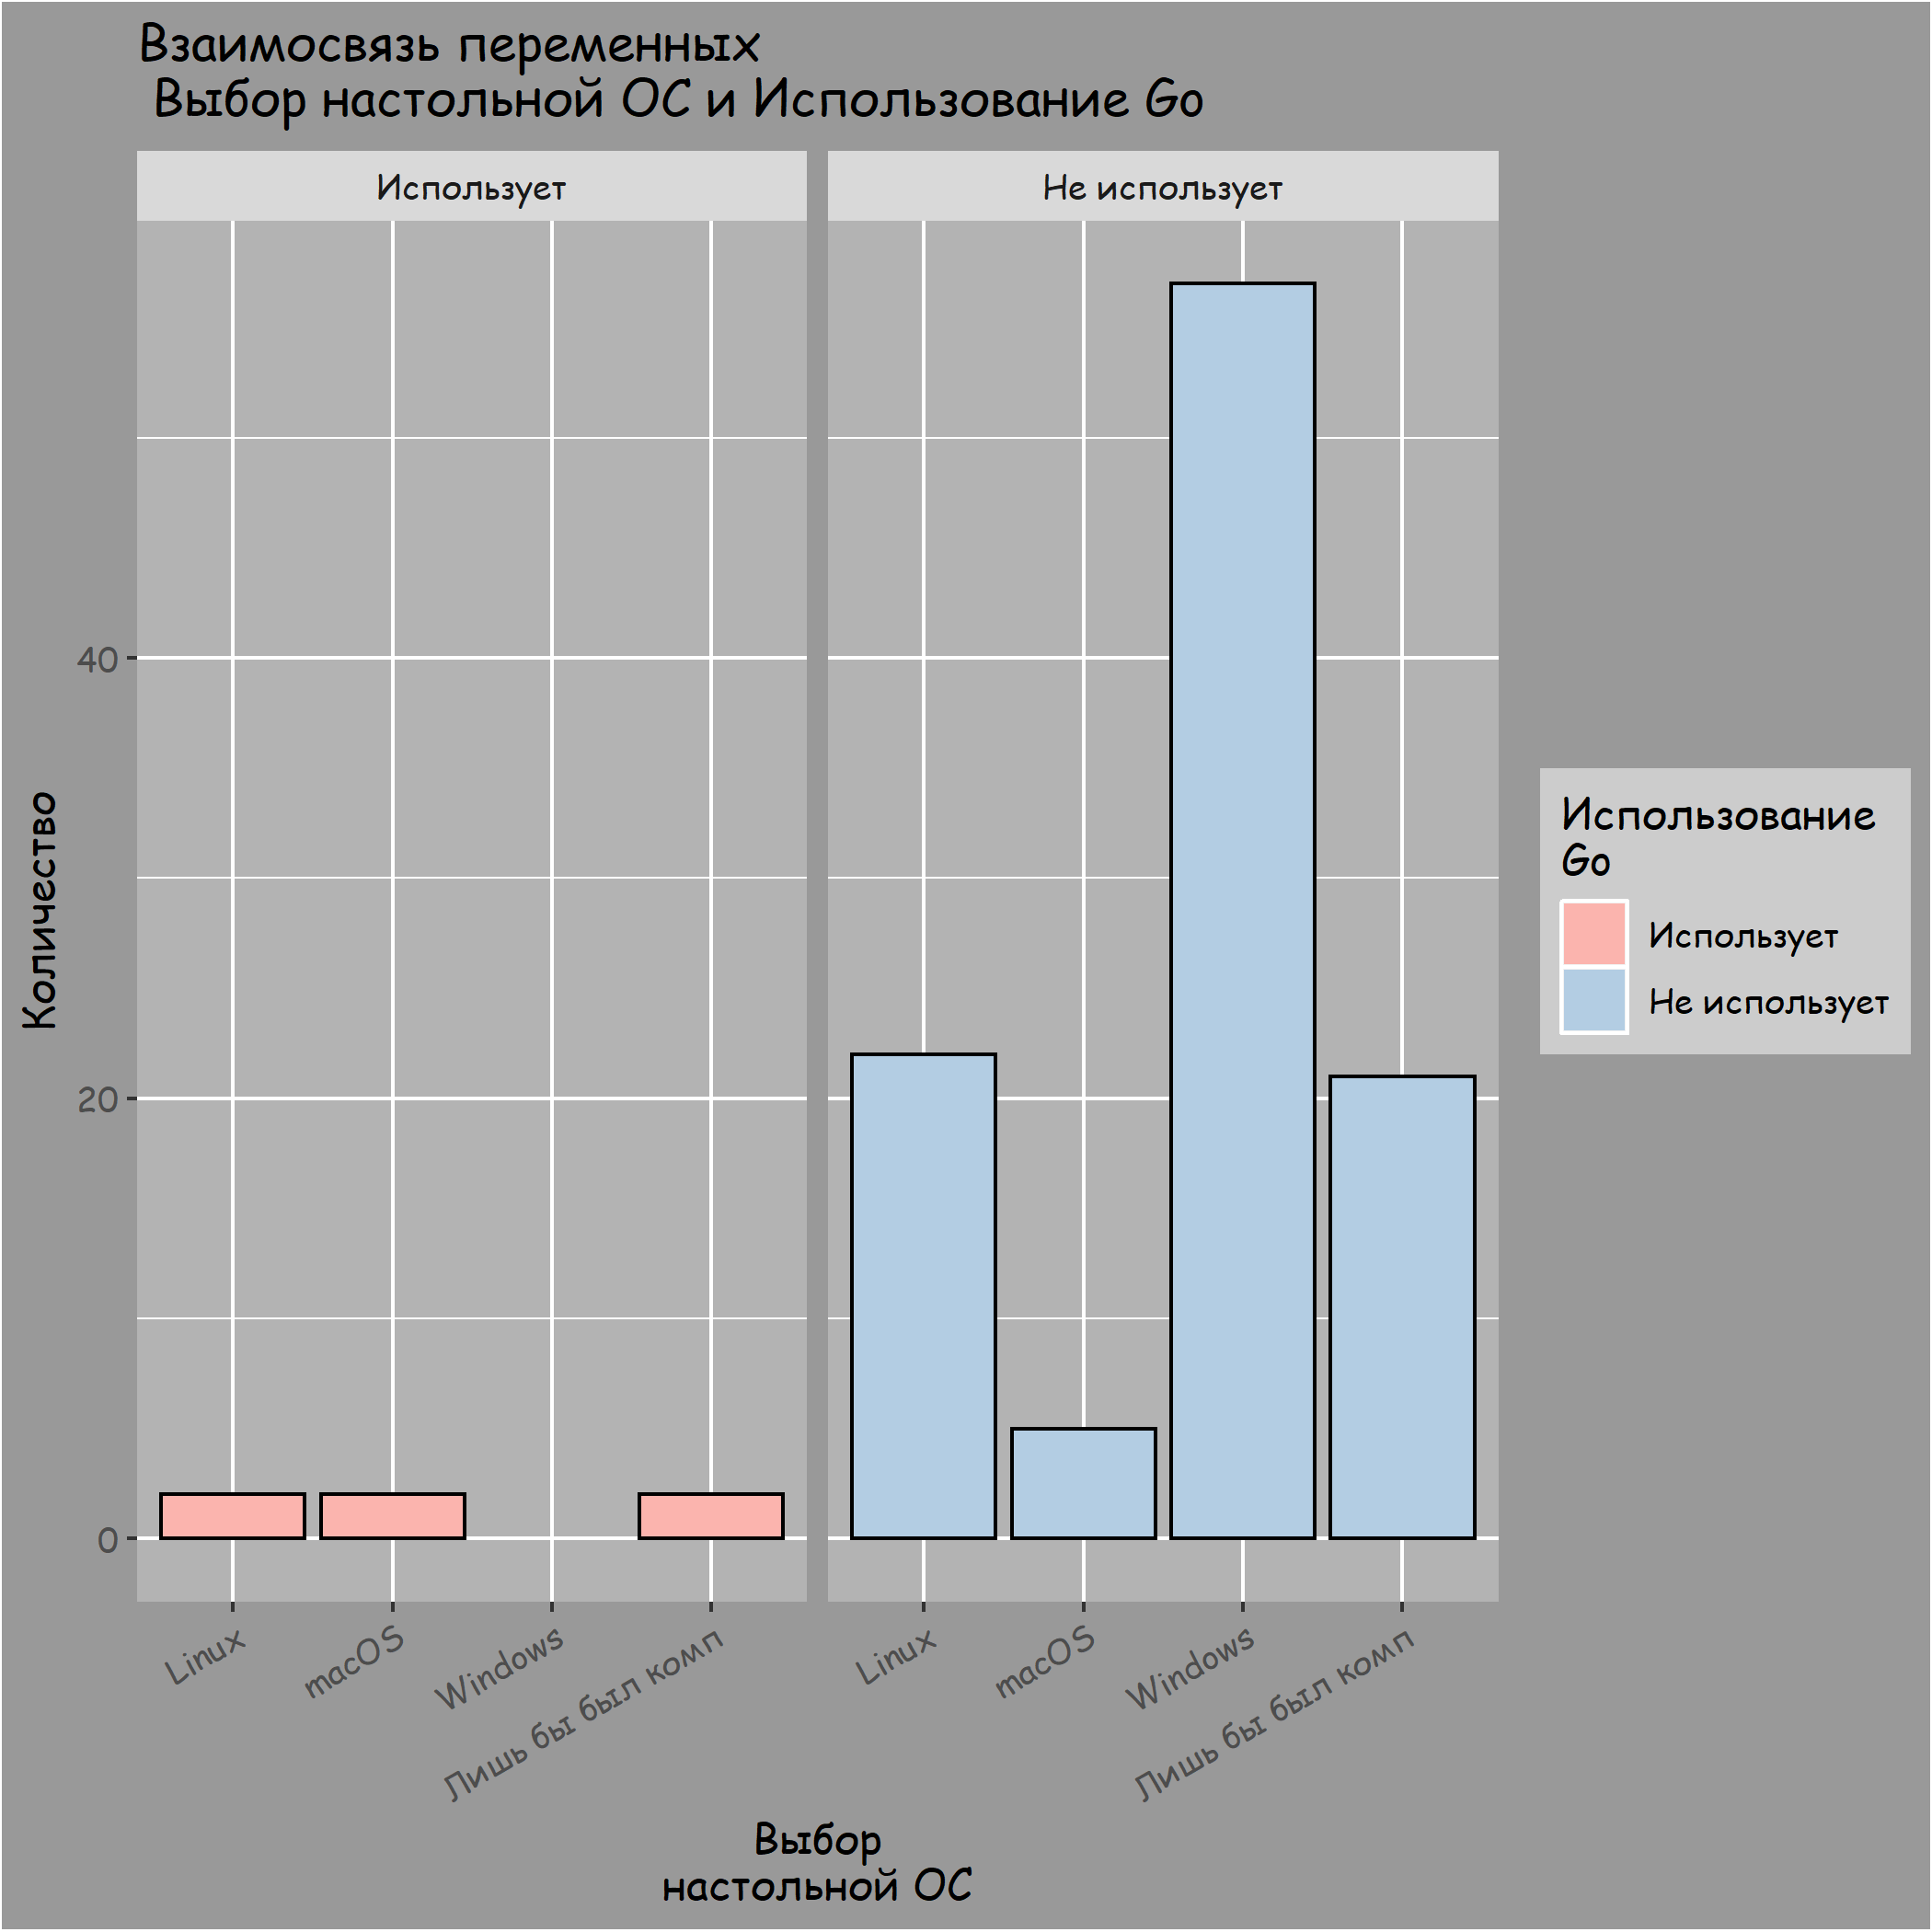 Взаимосвязь переменных
Выбор настольной ОС и Использование Go
Использует
Не использует
Количество
40
20
0
Linux
macOS
Windows
Лишь бы был комп
Linux
macOS
Windows
Лишь бы был комп
Выбор
настольной ОС
Использование
Go
Использует
Не использует